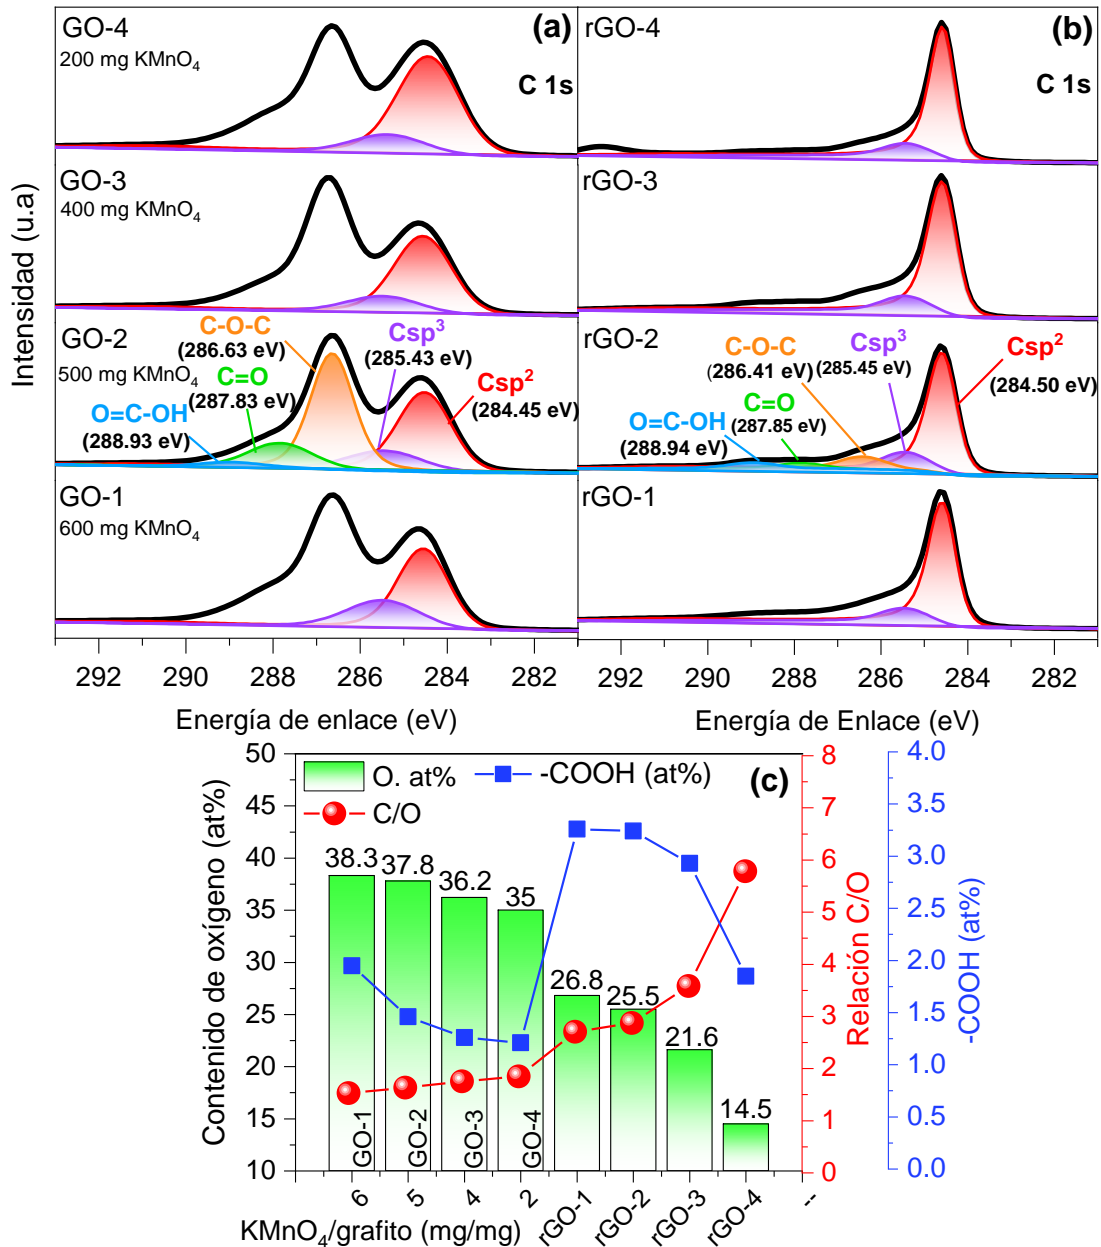 GO-4
200 mg KMnO₄
(a)
C 1s
GO-3
400 mg KMnO₄
GO-2
500 mg KMnO₄
C-O-C
(286.63 eV)
C=O
(287.83 eV)
O=C-OH
(288.93 eV)
Csp³
(285.43 eV)
Csp²
(284.45 eV)
GO-1
600 mg KMnO₄
Intensidad (u.a)
292 290 288 286 284 282
Energía de enlace (eV)
rGO-4
(b)
C 1s
rGO-3
rGO-2
C-O-C
(286.41 eV)
Csp³
(285.45 eV)
Csp²
(284.50 eV)
C=O
(287.85 eV)
O=C-OH
(288.94 eV)
rGO-1
292 290 288 286 284 282
Energía de Enlace (eV)
(c)
O. at%
-COOH (at%)
C/O
Contenido de oxígeno (at%)
50
45
40
35
30
25
20
15
10
38.3
37.8
36.2
35
26.8
25.5
21.6
14.5
GO-1
GO-2
GO-3
GO-4
6 5 4 2 rGO-1 rGO-2 rGO-3 rGO-4 --
KMnO₄/grafito (mg/mg)
Relación C/O
8
7
6
5
4
3
2
1
0
-COOH (at%)
4.0
3.5
3.0
2.5
2.0
1.5
1.0
0.5
0.0